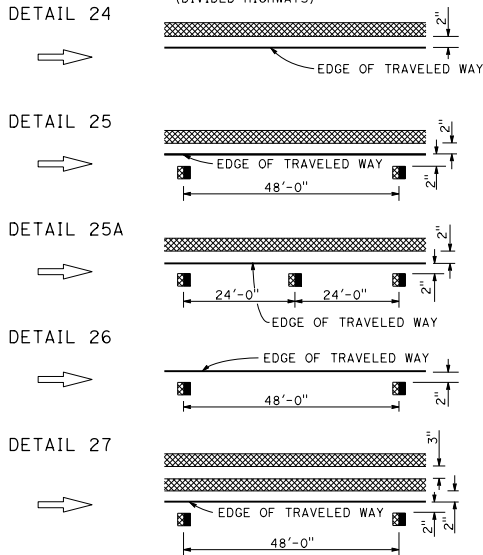 (DIVIDED HIGHWAYS)
DETAIL 24
2"
EDGE OF TRAVELED WAY
DETAIL 25
2"
EDGE OF TRAVELED WAY
2"
48'-0"
DETAIL 25A
2"
2"
24'-0" 24'-0"
EDGE OF TRAVELED WAY
DETAIL 26
EDGE OF TRAVELED WAY
2"
48'-0"
DETAIL 27
3"
EDGE OF TRAVELED WAY
2" 2"
48'-0"